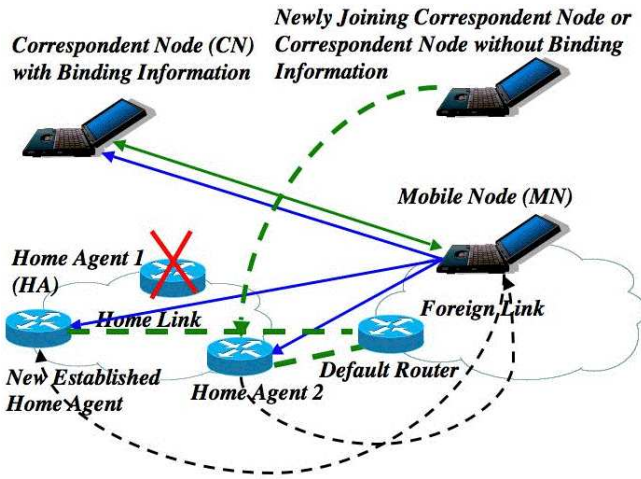 Newly Joining Correspondent Node or
Correspondent Node without Binding
Information
Correspondent Node (CN)
with Binding Information
Mobile Node (MN)
Home Agent 1
(HA)
Foreign Link
Home Link
Default Router
New Established
Home Agent
Home Agent 2